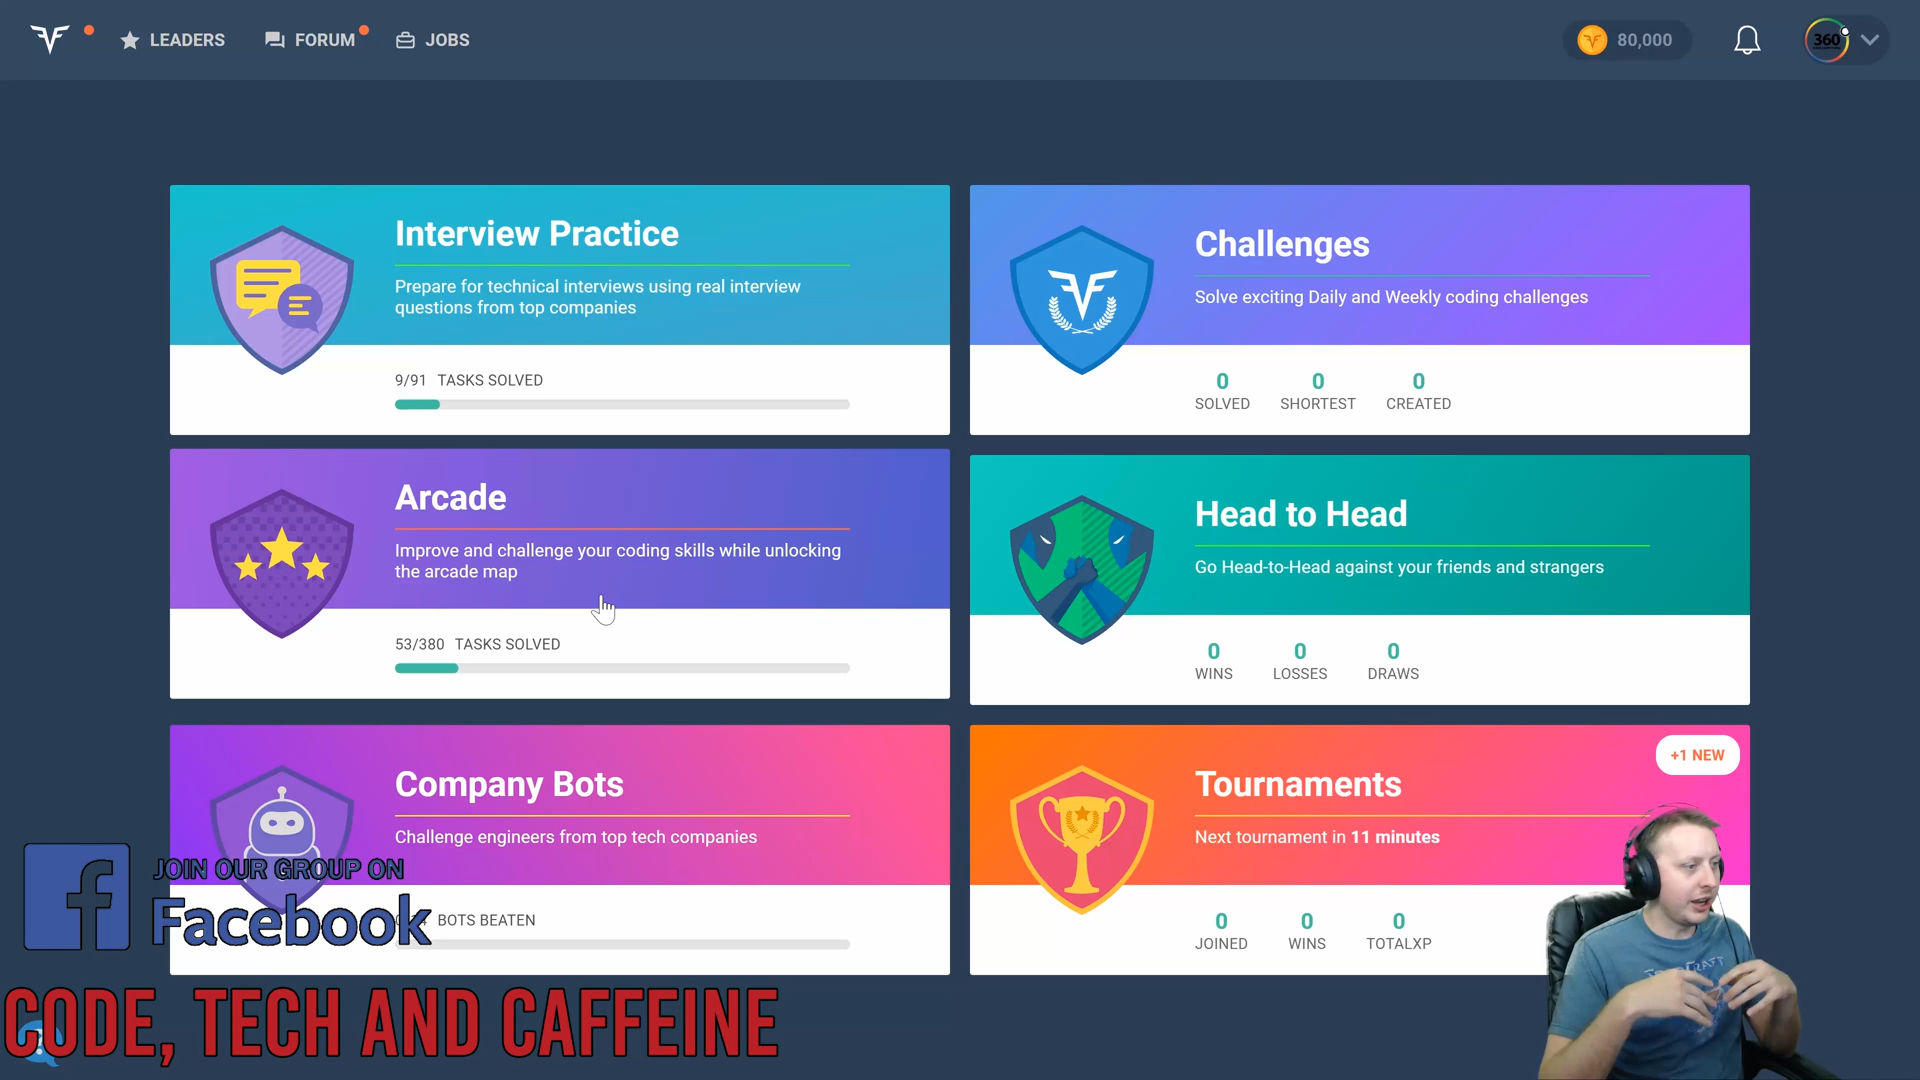 LEADERS
FORUM
JOBS
80,000
360
Interview Practice
Prepare for technical interviews using real interview
questions from top companies
9/91 TASKS SOLVED
Challenges
Solve exciting Daily and Weekly coding challenges
0 0 0
SOLVED SHORTEST CREATED
Arcade
Improve and challenge your coding skills while unlocking
the arcade map
53/380 TASKS SOLVED
Head to Head
Go Head-to-Head against your friends and strangers
0 0 0
WINS LOSSES DRAWS
Company Bots
Challenge engineers from top tech companies
BOTS BEATEN
+1 NEW
Tournaments
Next tournament in 11 minutes
0 0 0
JOINED WINS TOTALXP
JOIN OUR GROUP ON
Facebook
CODE, TECH AND CAFFEINE